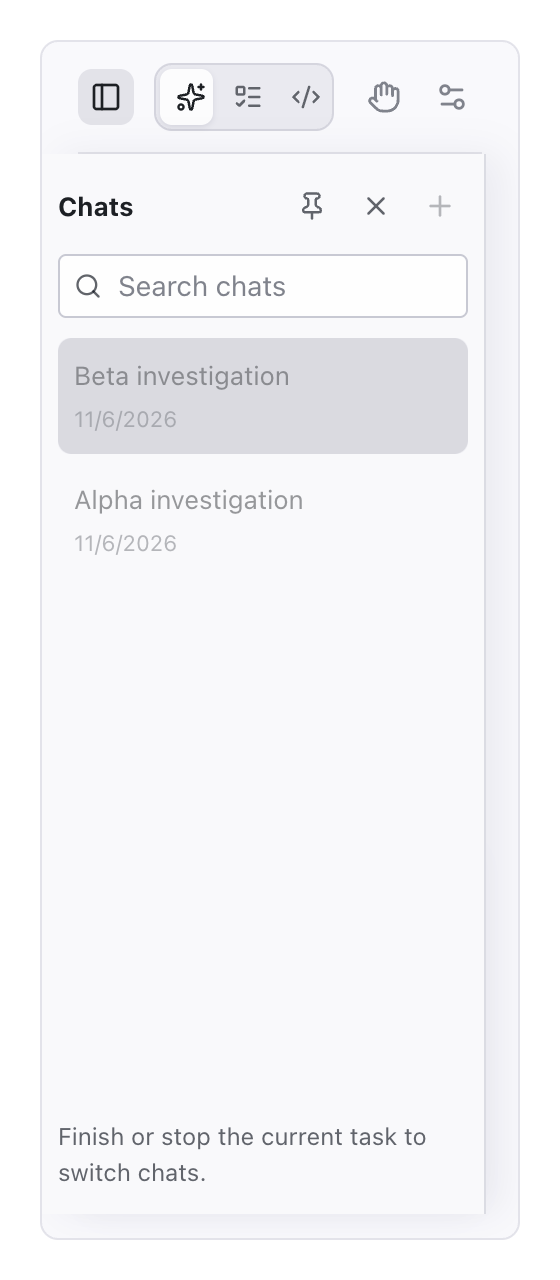 Chats
Search chats
Beta investigation
11/6/2026
Alpha investigation
11/6/2026
Finish or stop the current task to
switch chats.